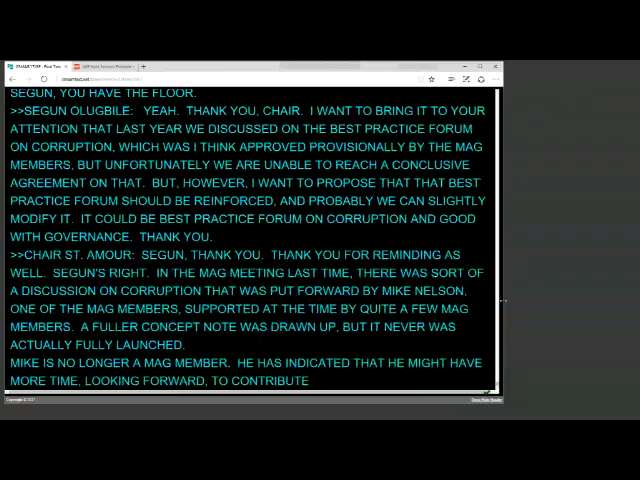 streamtext.net
SEGUN, YOU HAVE THE FLOOR.
>>SEGUN OLUGBILE:   YEAH.  THANK YOU, CHAIR.  I WANT TO BRING IT TO YOUR
ATTENTION THAT LAST YEAR WE DISCUSSED ON THE BEST PRACTICE FORUM
ON CORRUPTION, WHICH WAS I THINK APPROVED PROVISIONALLY BY THE MAG
MEMBERS, BUT UNFORTUNATELY WE ARE UNABLE TO REACH A CONCLUSIVE
AGREEMENT ON THAT.  BUT, HOWEVER, I WANT TO PROPOSE THAT THAT BEST
PRACTICE FORUM SHOULD BE REINFORCED, AND PROBABLY WE CAN SLIGHTLY
MODIFY IT.  IT COULD BE BEST PRACTICE FORUM ON CORRUPTION AND GOOD
WITH GOVERNANCE.  THANK YOU.
>>CHAIR ST. AMOUR:  SEGUN, THANK YOU.  THANK YOU FOR REMINDING AS
WELL.  SEGUN'S RIGHT.  IN THE MAG MEETING LAST TIME, THERE WAS SORT OF
A DISCUSSION ON CORRUPTION THAT WAS PUT FORWARD BY MIKE NELSON,
ONE OF THE MAG MEMBERS, SUPPORTED AT THE TIME BY QUITE A FEW MAG
MEMBERS.  A FULLER CONCEPT NOTE WAS DRAWN UP, BUT IT NEVER WAS
ACTUALLY FULLY LAUNCHED.
MIKE IS NO LONGER A MAG MEMBER.  HE HAS INDICATED THAT HE MIGHT HAVE
MORE TIME, LOOKING FORWARD, TO CONTRIBUTE